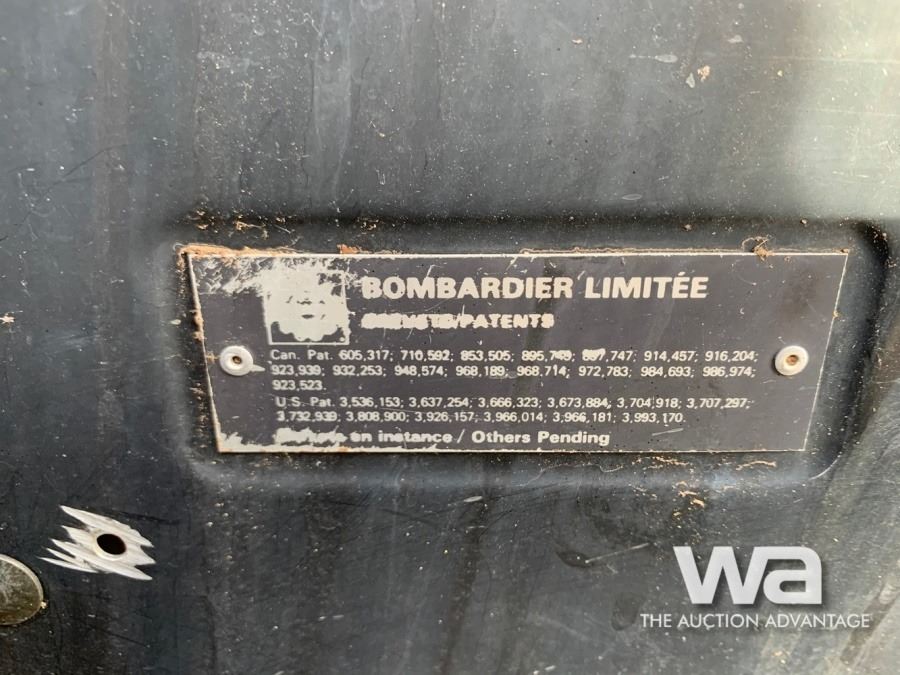 BOMBARDIER LIMITÉE
/PATENTS
Can. Pat. 605,317; 710,592; 853,505; 914,457; 916,204;
923,939; 932,253; 948,574; 968,189; 968,714; 972,783; 984,693; 986,974;
923,523.
U.S. Pat. 3,536,153; 3,637,254; 3,666,323; 3,673,884; 3,704,918; 3,707,297;
3,732,939; 3,808,900; 3,926,157; 3,966,014; 3,966,181; 3,993,170.
en instance / Others Pending
wa
THE AUCTION ADVANTAGE